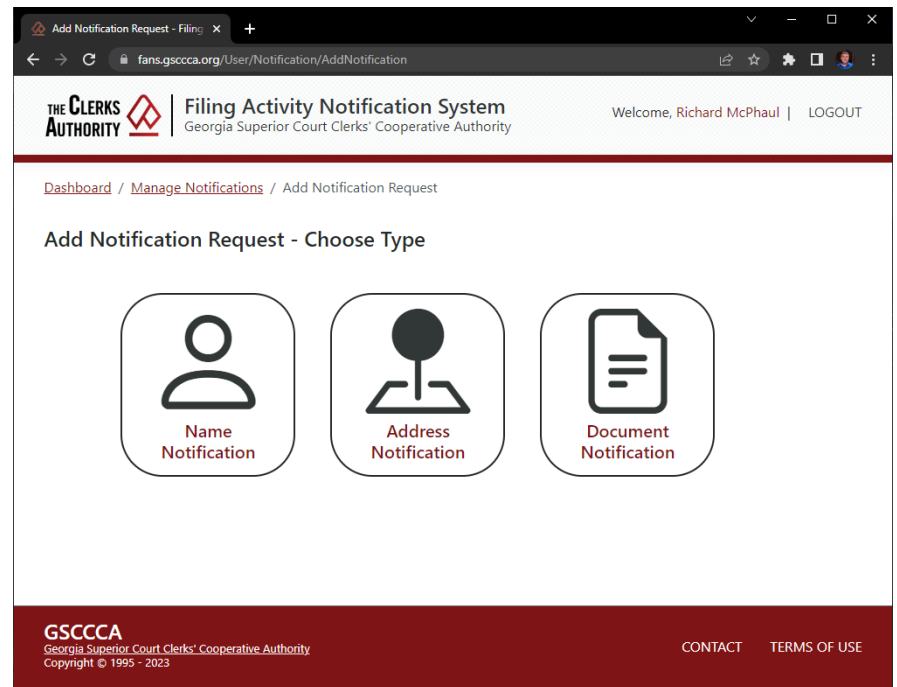 Add Notification Request - Filing
fans.gsccca.org/User/Notification/AddNotification
THE CLERKS
AUTHORITY
Filing Activity Notification System
Georgia Superior Court Clerks' Cooperative Authority
Welcome, Richard McPhaul | LOGOUT
Dashboard / Manage Notifications / Add Notification Request
Add Notification Request - Choose Type
Name
Notification
Address
Notification
Document
Notification
GSCCCA
Georgia Superior Court Clerks' Cooperative Authority
Copyright © 1995 - 2023
CONTACT TERMS OF USE